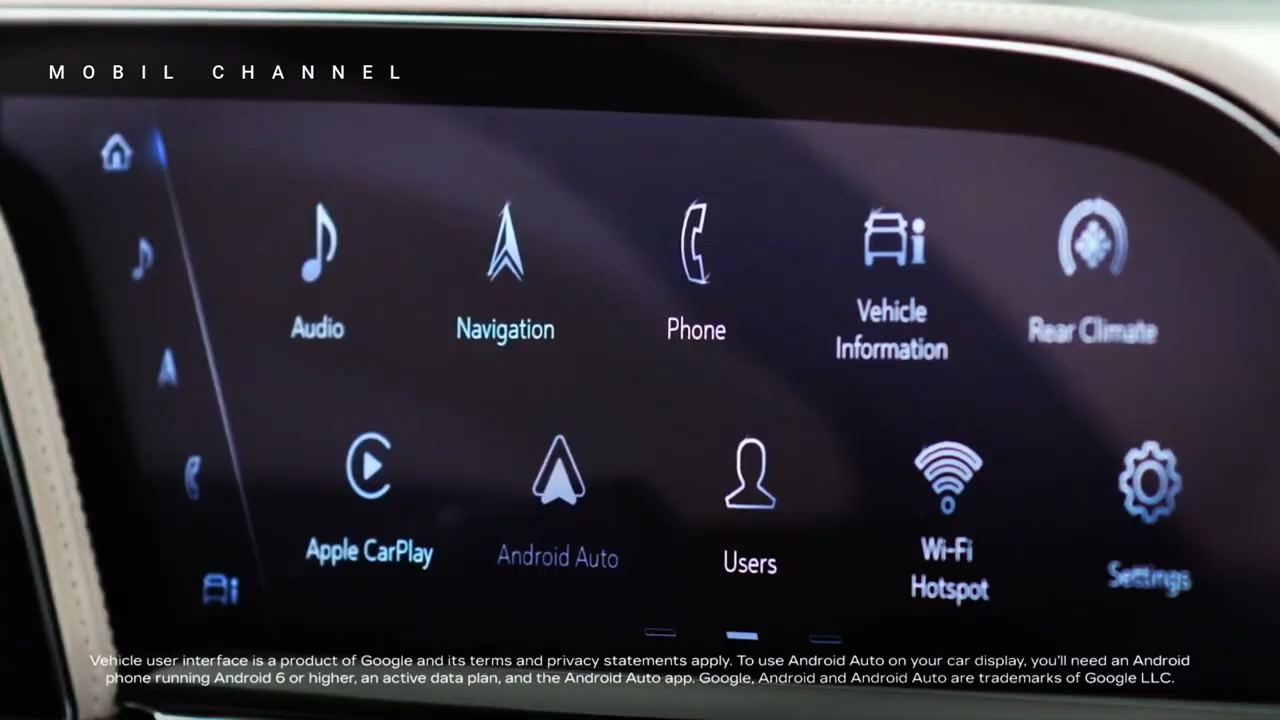 MOBIL CHANNEL
Audio
Navigation
Phone
Vehicle
Information
Rear Climate
Apple CarPlay
Android Auto
Users
Wi-Fi
Hotspot
Settings
Vehicle user interface is a product of Google and its terms and privacy statements apply. To use Android Auto on your car display, you'll need an Android
phone running Android 6 or higher, an active data plan, and the Android Auto app. Google, Android and Android Auto are trademarks of Google LLC.